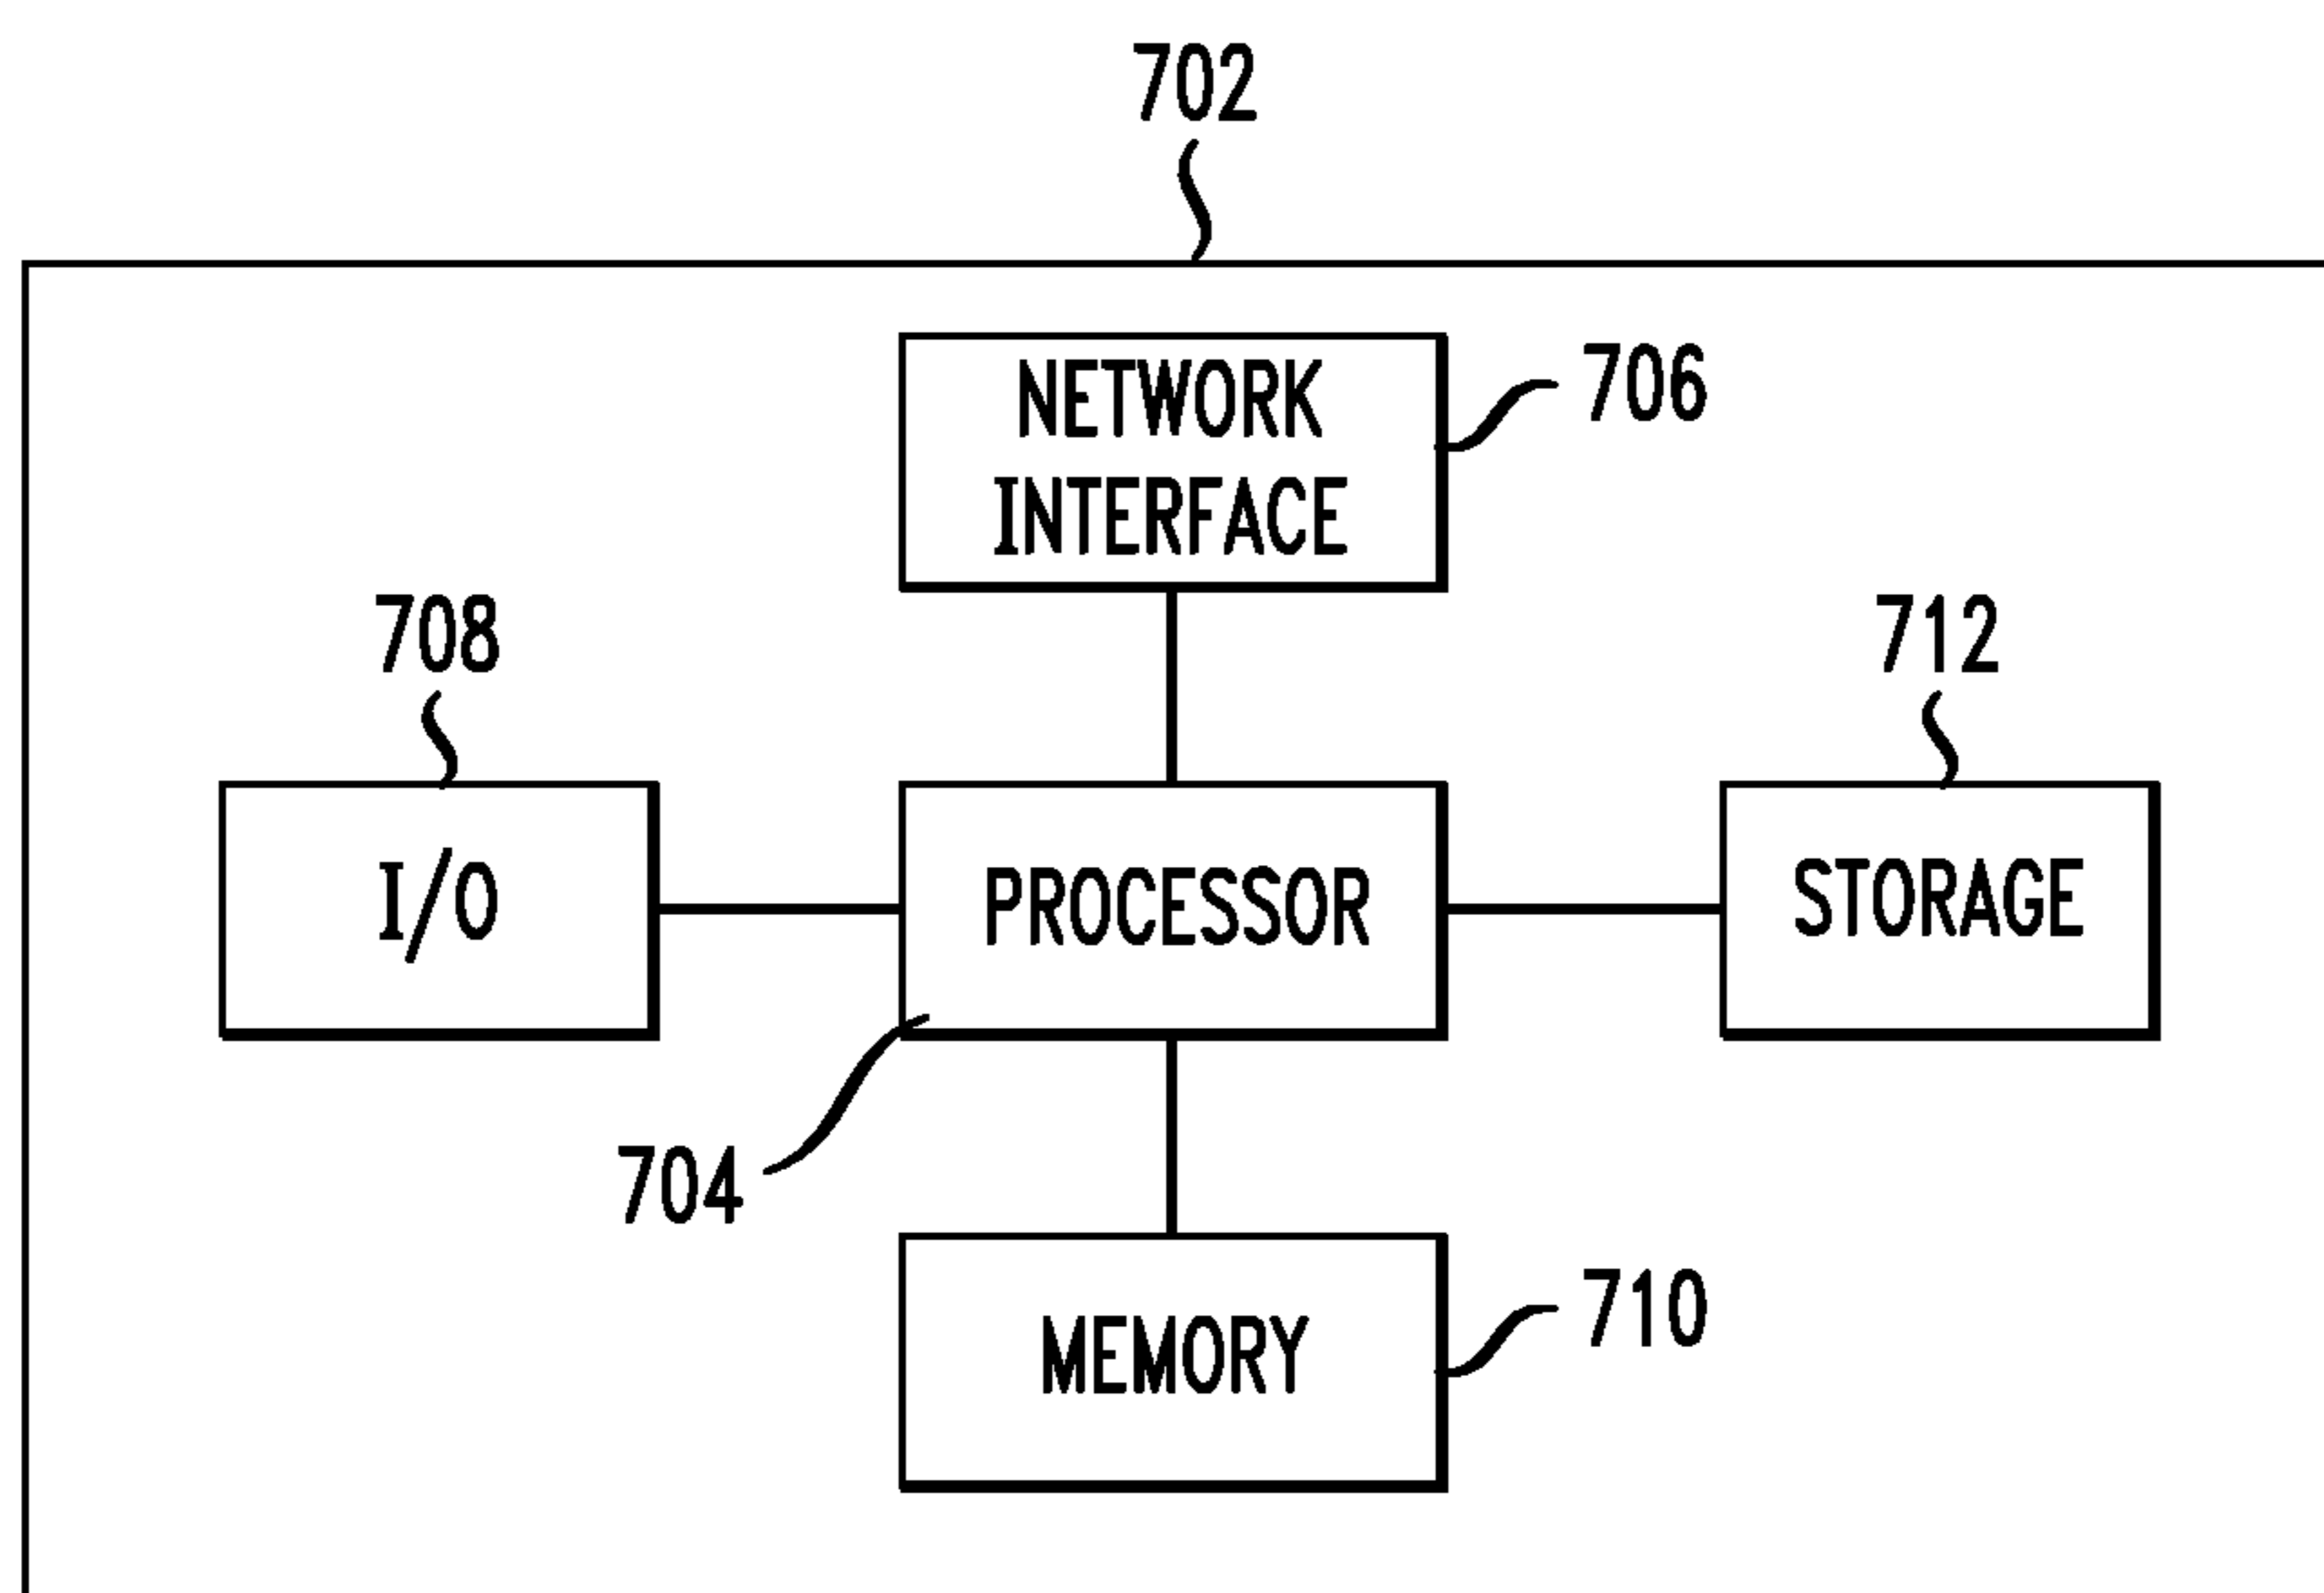 702
NETWORK
INTERFACE
706
708
712
I/O
PROCESSOR
STORAGE
704
MEMORY
710